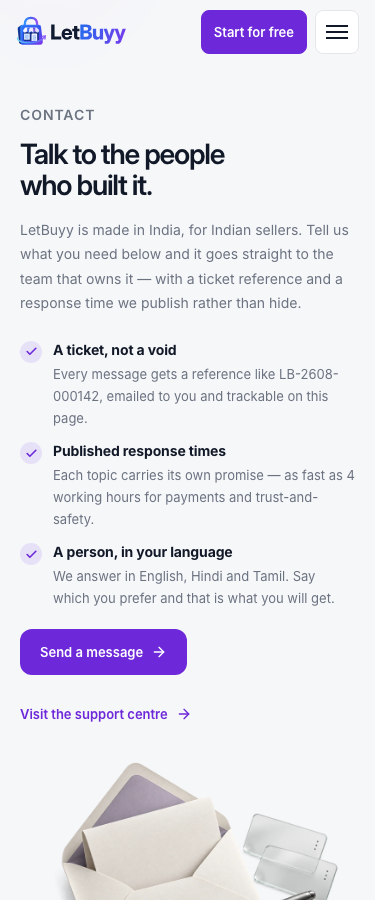 LetBuyy
Start for free
CONTACT
Talk to the people
who built it.
LetBuyy is made in India, for Indian sellers. Tell us
what you need below and it goes straight to the
team that owns it — with a ticket reference and a
response time we publish rather than hide.
A ticket, not a void
Every message gets a reference like LB-2608-
000142, emailed to you and trackable on this
page.
Published response times
Each topic carries its own promise — as fast as 4
working hours for payments and trust-and-
safety.
A person, in your language
We answer in English, Hindi and Tamil. Say
which you prefer and that is what you will get.
Send a message
Visit the support centre